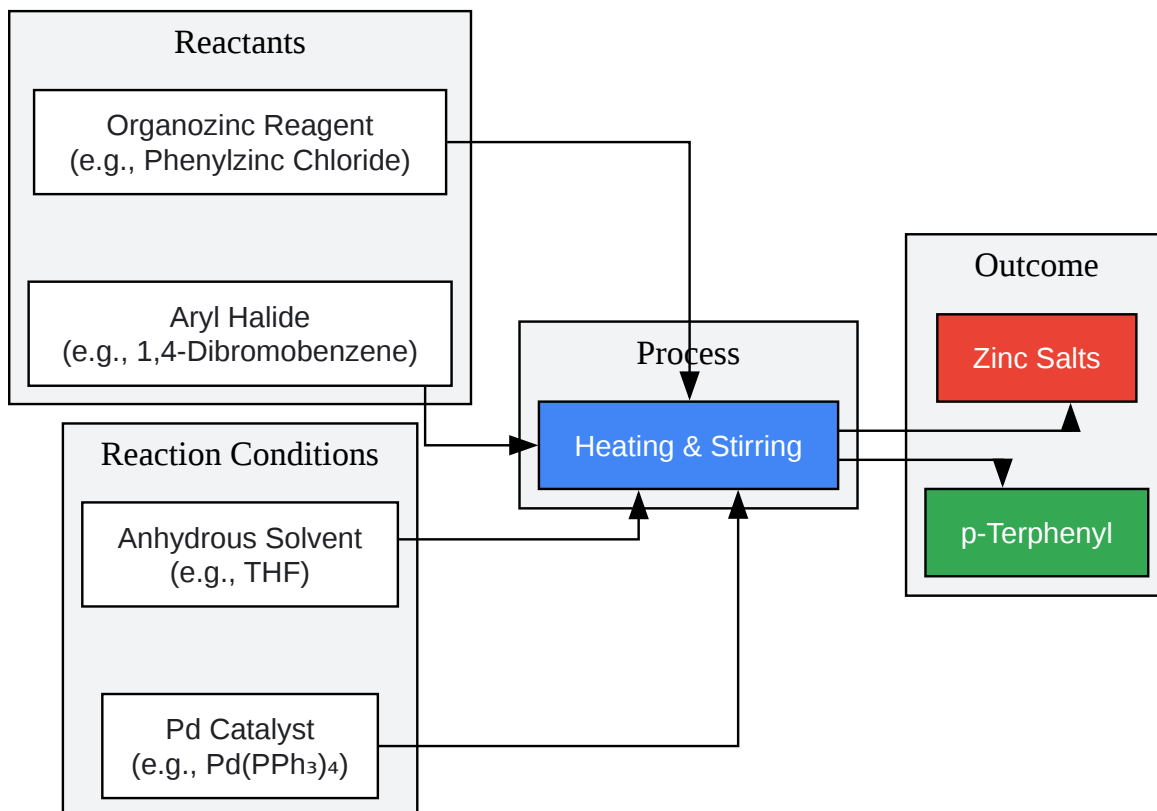 Reactants
Organozinc Reagent
(e.g., Phenylzinc Chloride)
Aryl Halide
(e.g., 1,4-Dibromobenzene)
Reaction Conditions
Anhydrous Solvent
(e.g., THF)
Pd Catalyst
(e.g., Pd(PPh₃)₄)
Process
Heating & Stirring
Outcome
Zinc Salts
p-Terphenyl